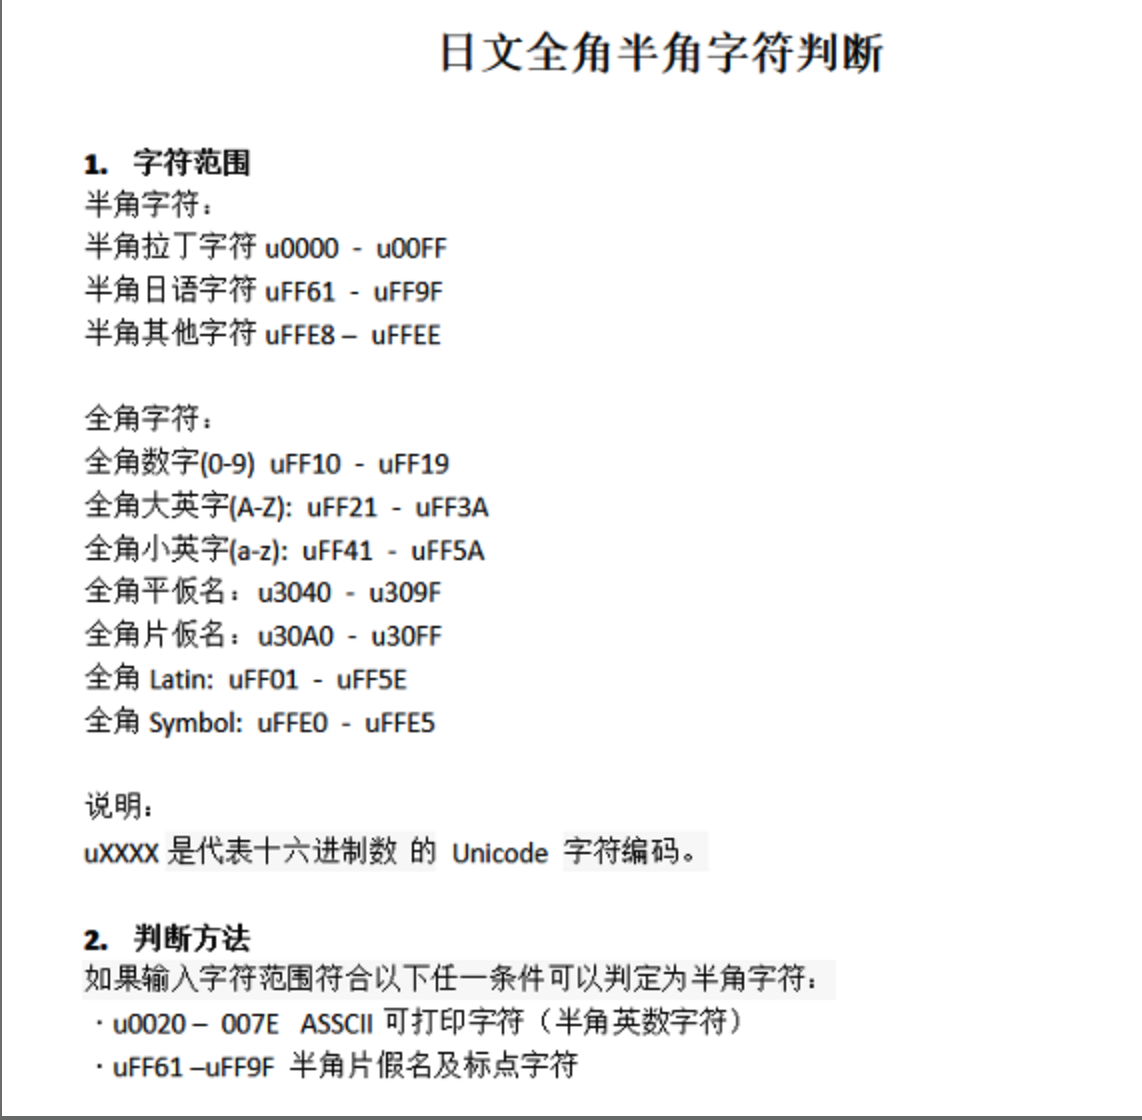 日文全角半角字符判断
1. 字符范围
半角字符：
半角拉丁字符 u0000 - u00FF
半角日语字符 uFF61 - uFF9F
半角其他字符 uFFE8 – uFFEE
全角字符：
全角数字(0-9) uFF10 - uFF19
全角大英字(A-Z): uFF21 - uFF3A
全角小英字(a-z): uFF41 - uFF5A
全角平仮名：u3040 - u309F
全角片仮名：u30A0 - u30FF
全角 Latin: uFF01 - uFF5E
全角 Symbol: uFFE0 - uFFE5
说明：
uXXXX 是代表十六进制数 的 Unicode 字符编码。
2. 判断方法
如果输入字符范围符合以下任一条件可以判定为半角字符：
· u0020 – 007E ASSCII 可打印字符（半角英数字符）
· uFF61 –uFF9F 半角片假名及标点字符